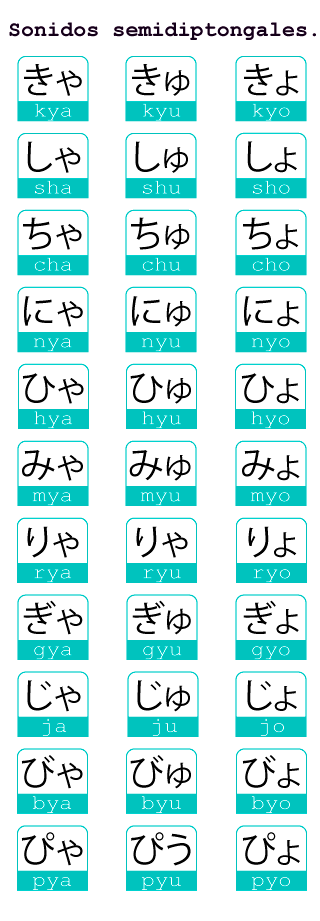 Sonidos semidiptongales.
きゃ きゅ きょ
kya kyu kyo
しゃ しゅ しょ
sha shu sho
ちゃ ちゅ ちょ
cha chu cho
にゃ にゅ にょ
nya nyu nyo
ひゃ ひゅ ひょ
hya hyu hyo
みゃ みゅ みょ
mya myu myo
りゃ りゃ りょ
rya ryu ryo
ぎゃ ぎゅ ぎょ
gya gyu gyo
じゃ じゅ じょ
ja ju jo
びゃ びゅ びょ
bya byu byo
ぴゃ ぴう ぴょ
pya pyu pyo